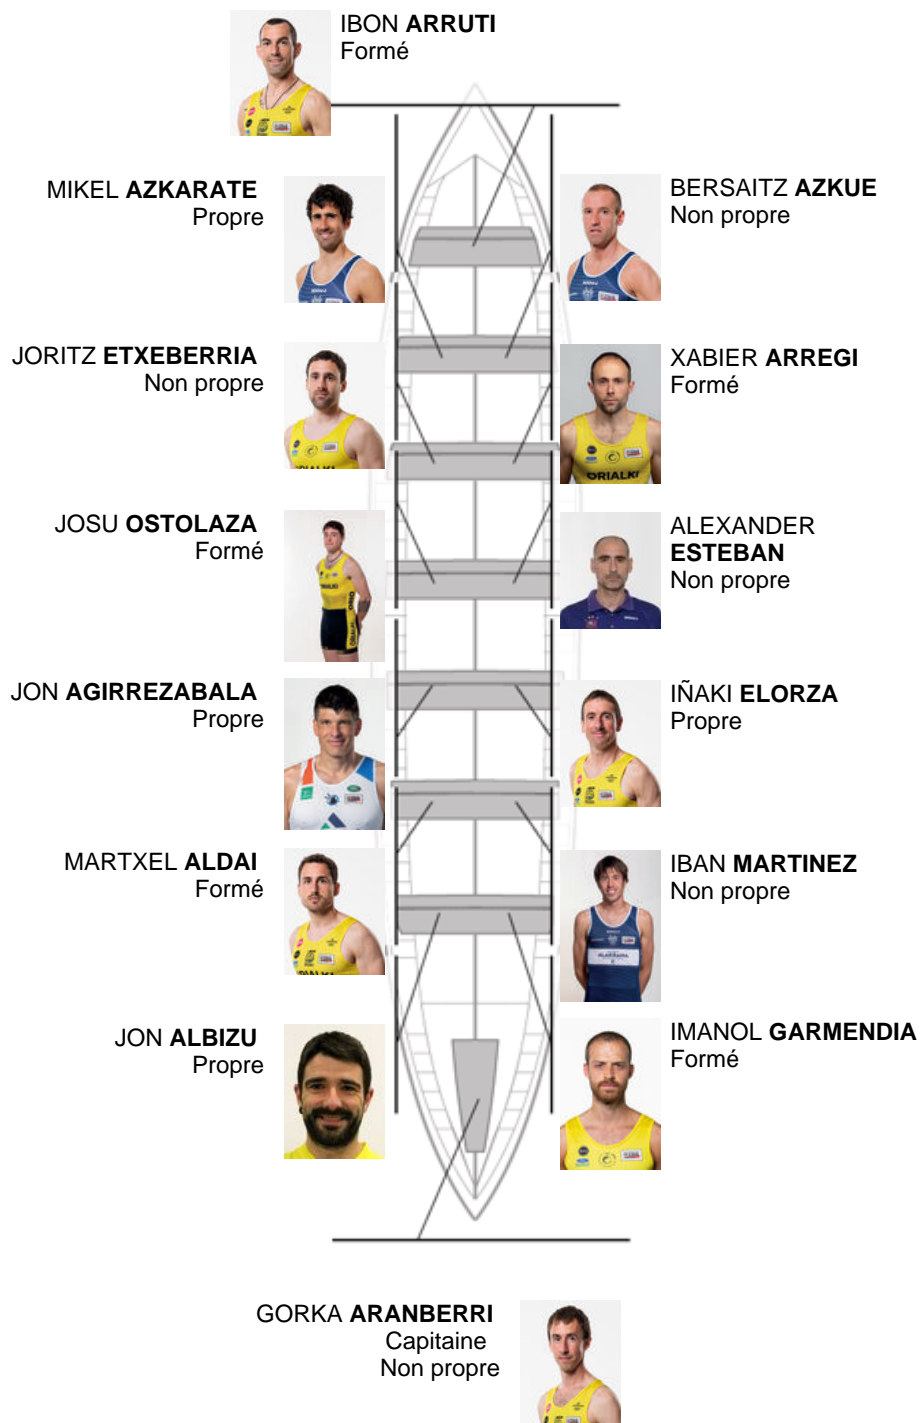 IBON ARRUTI
Formé
MIKEL AZKARATE
Propre
BERSAITZ AZKUE
Non propre
JORITZ ETXEBERRIA
Non propre
XABIER ARREGI
Formé
ORIALKI
JOSU OSTOLAZA
Formé
ALEXANDER
ESTEBAN
Non propre
JON AGIRREZABALA
Propre
IÑAKI ELORZA
Propre
MARTXEL ALDAI
Formé
IBAN MARTINEZ
Non propre
JON ALBIZU
Propre
IMANOL GARMENDIA
Formé
GORKA ARANBERRI
Capitaine
Non propre